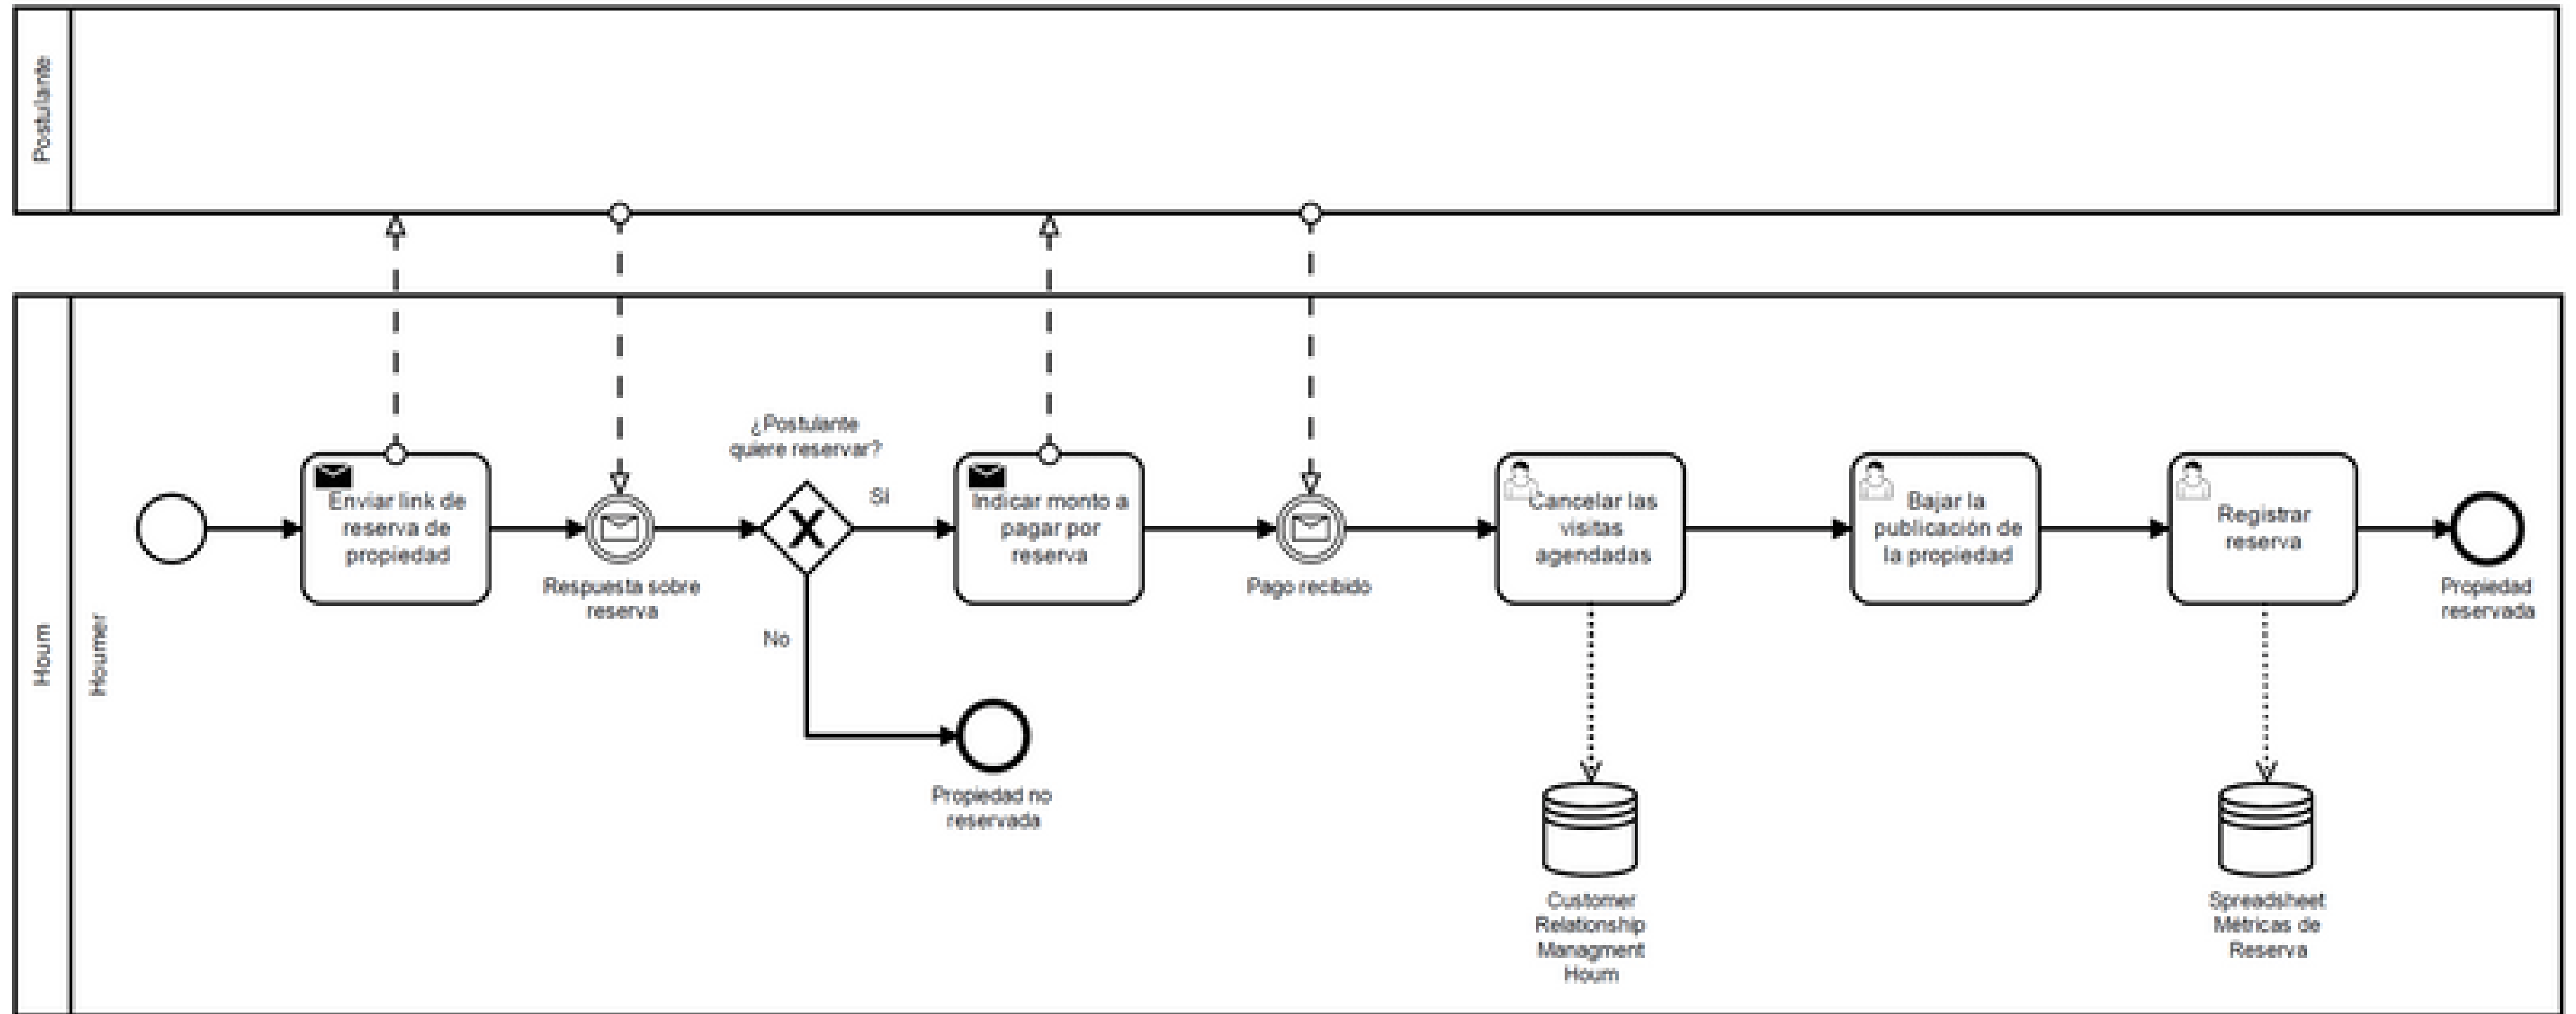 Postulante
Houm
Houmer
Enviar link de
reserva de
propiedad
Respuesta sobre
reserva
¿Postulante
quiere reservar?
Si
No
Propiedad no
reservada
Indicar monto a
pagar por
reserva
Pago recibido
Cancelar las
visitas
agendadas
Customer
Relationship
Managment
Houm
Bajar la
publicación de
la propiedad
Registrar
reserva
Spreadsheet
Métricas de
Reserva
Propiedad
reservada